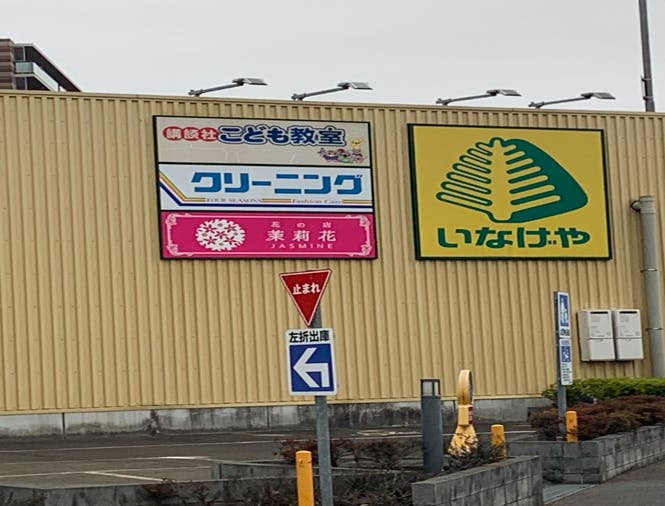 講談社 こども教室
クリーニング
FOUR SEASONS Fashion Care
花の店
茉莉花
JASMINE
いなげや
止まれ
左折出庫